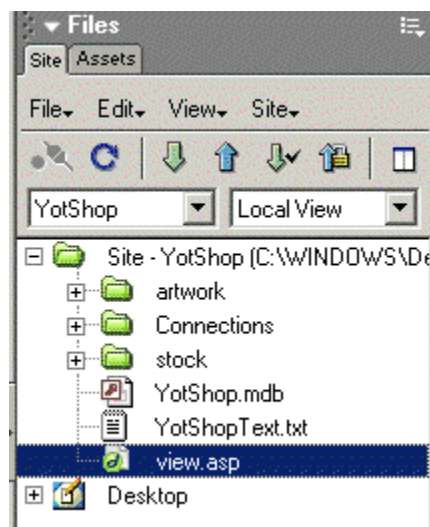 Files
Site Assets
File Edit View Site
YotShop Local View
Site - YotShop (C:\WINDOWS\De
artwork
Connections
stock
YotShop.mdb
YotShopText.txt
view.asp
Desktop